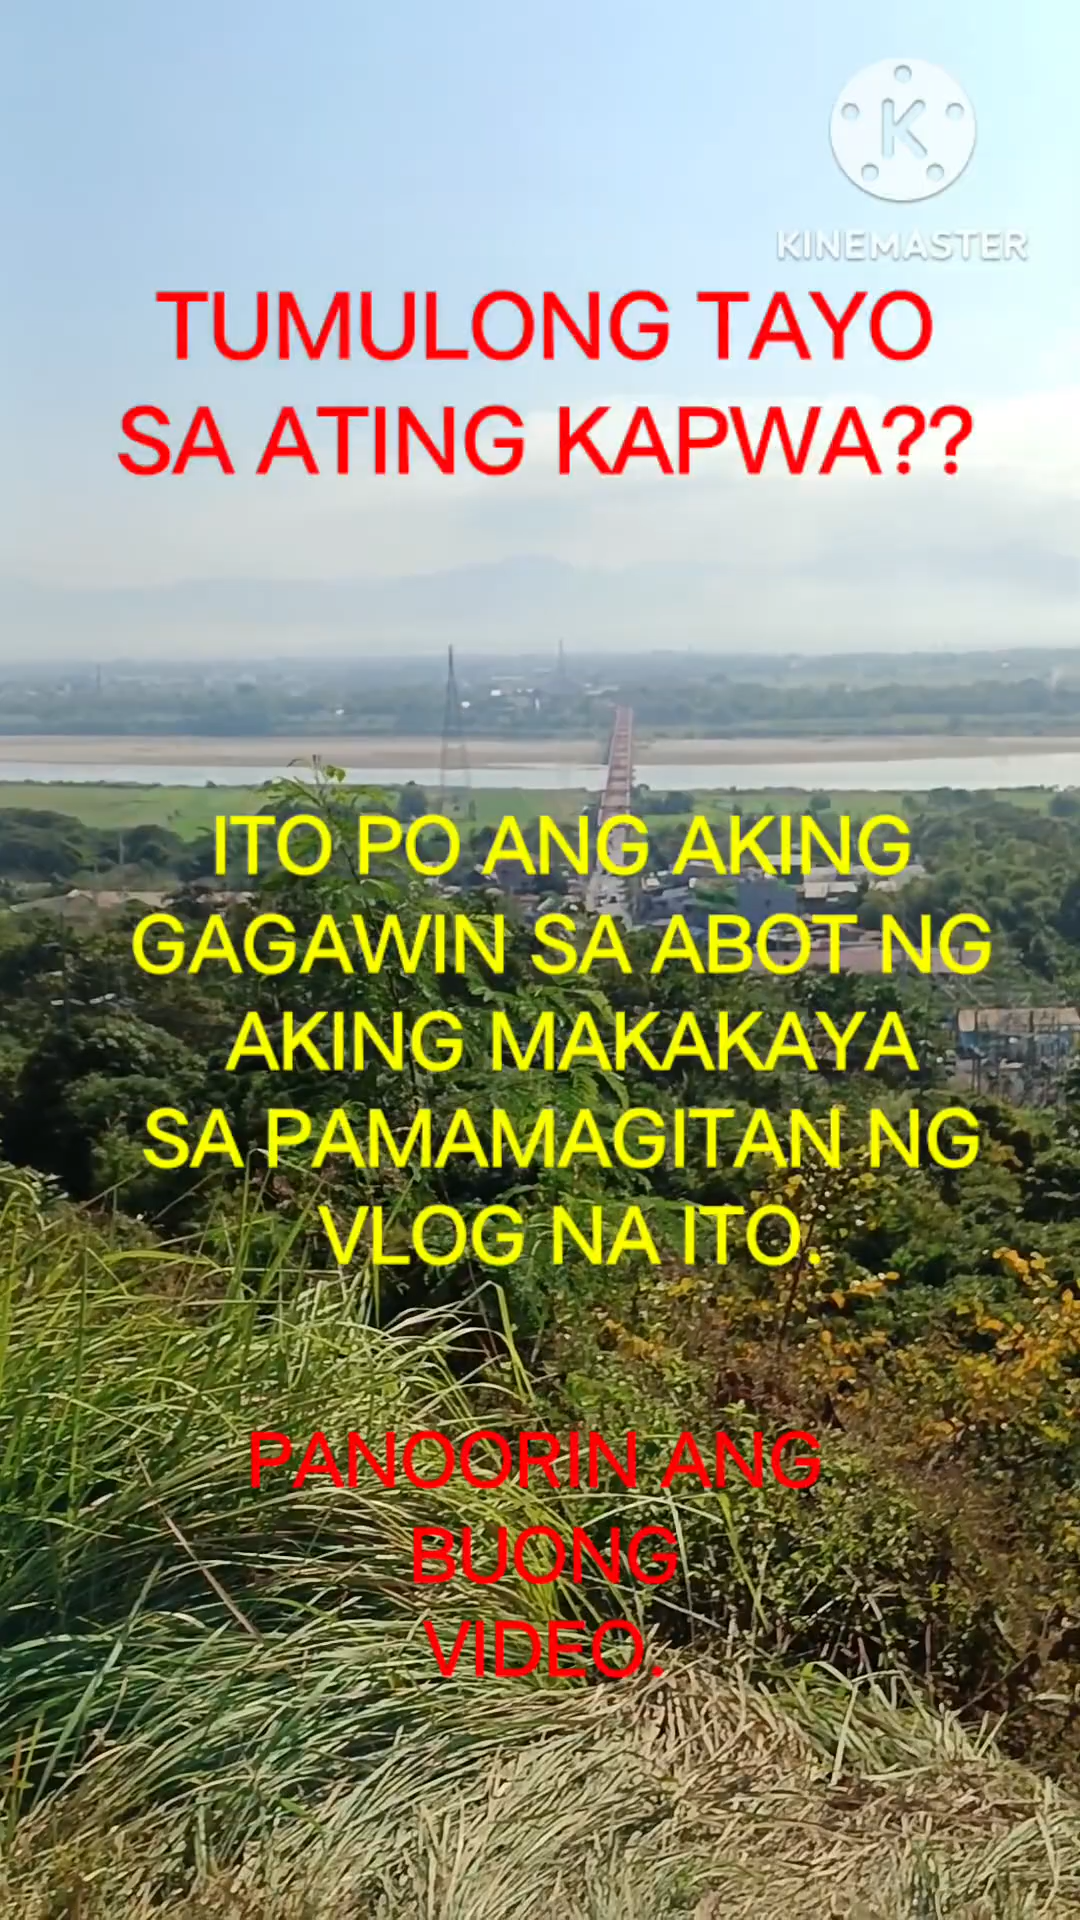 K
KINEMASTER
TUMULONG TAYO
SA ATING KAPWA??
ITO PO ANG AKING
GAGAWIN SA ABOT NG
AKING MAKAKAYA
SA PAMAMAGITAN NG
VLOG NA ITO.
PANOORIN ANG
BUONG
VIDEO.